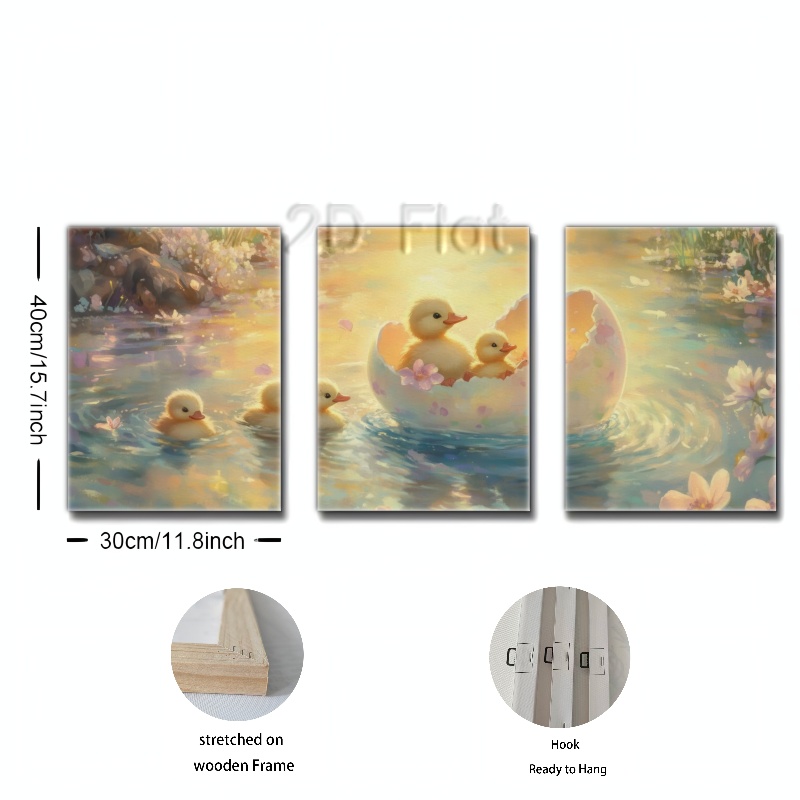 2D Flat
40cm/15.7inch
30cm/11.8inch
stretched on
wooden Frame
Hook
Ready to Hang